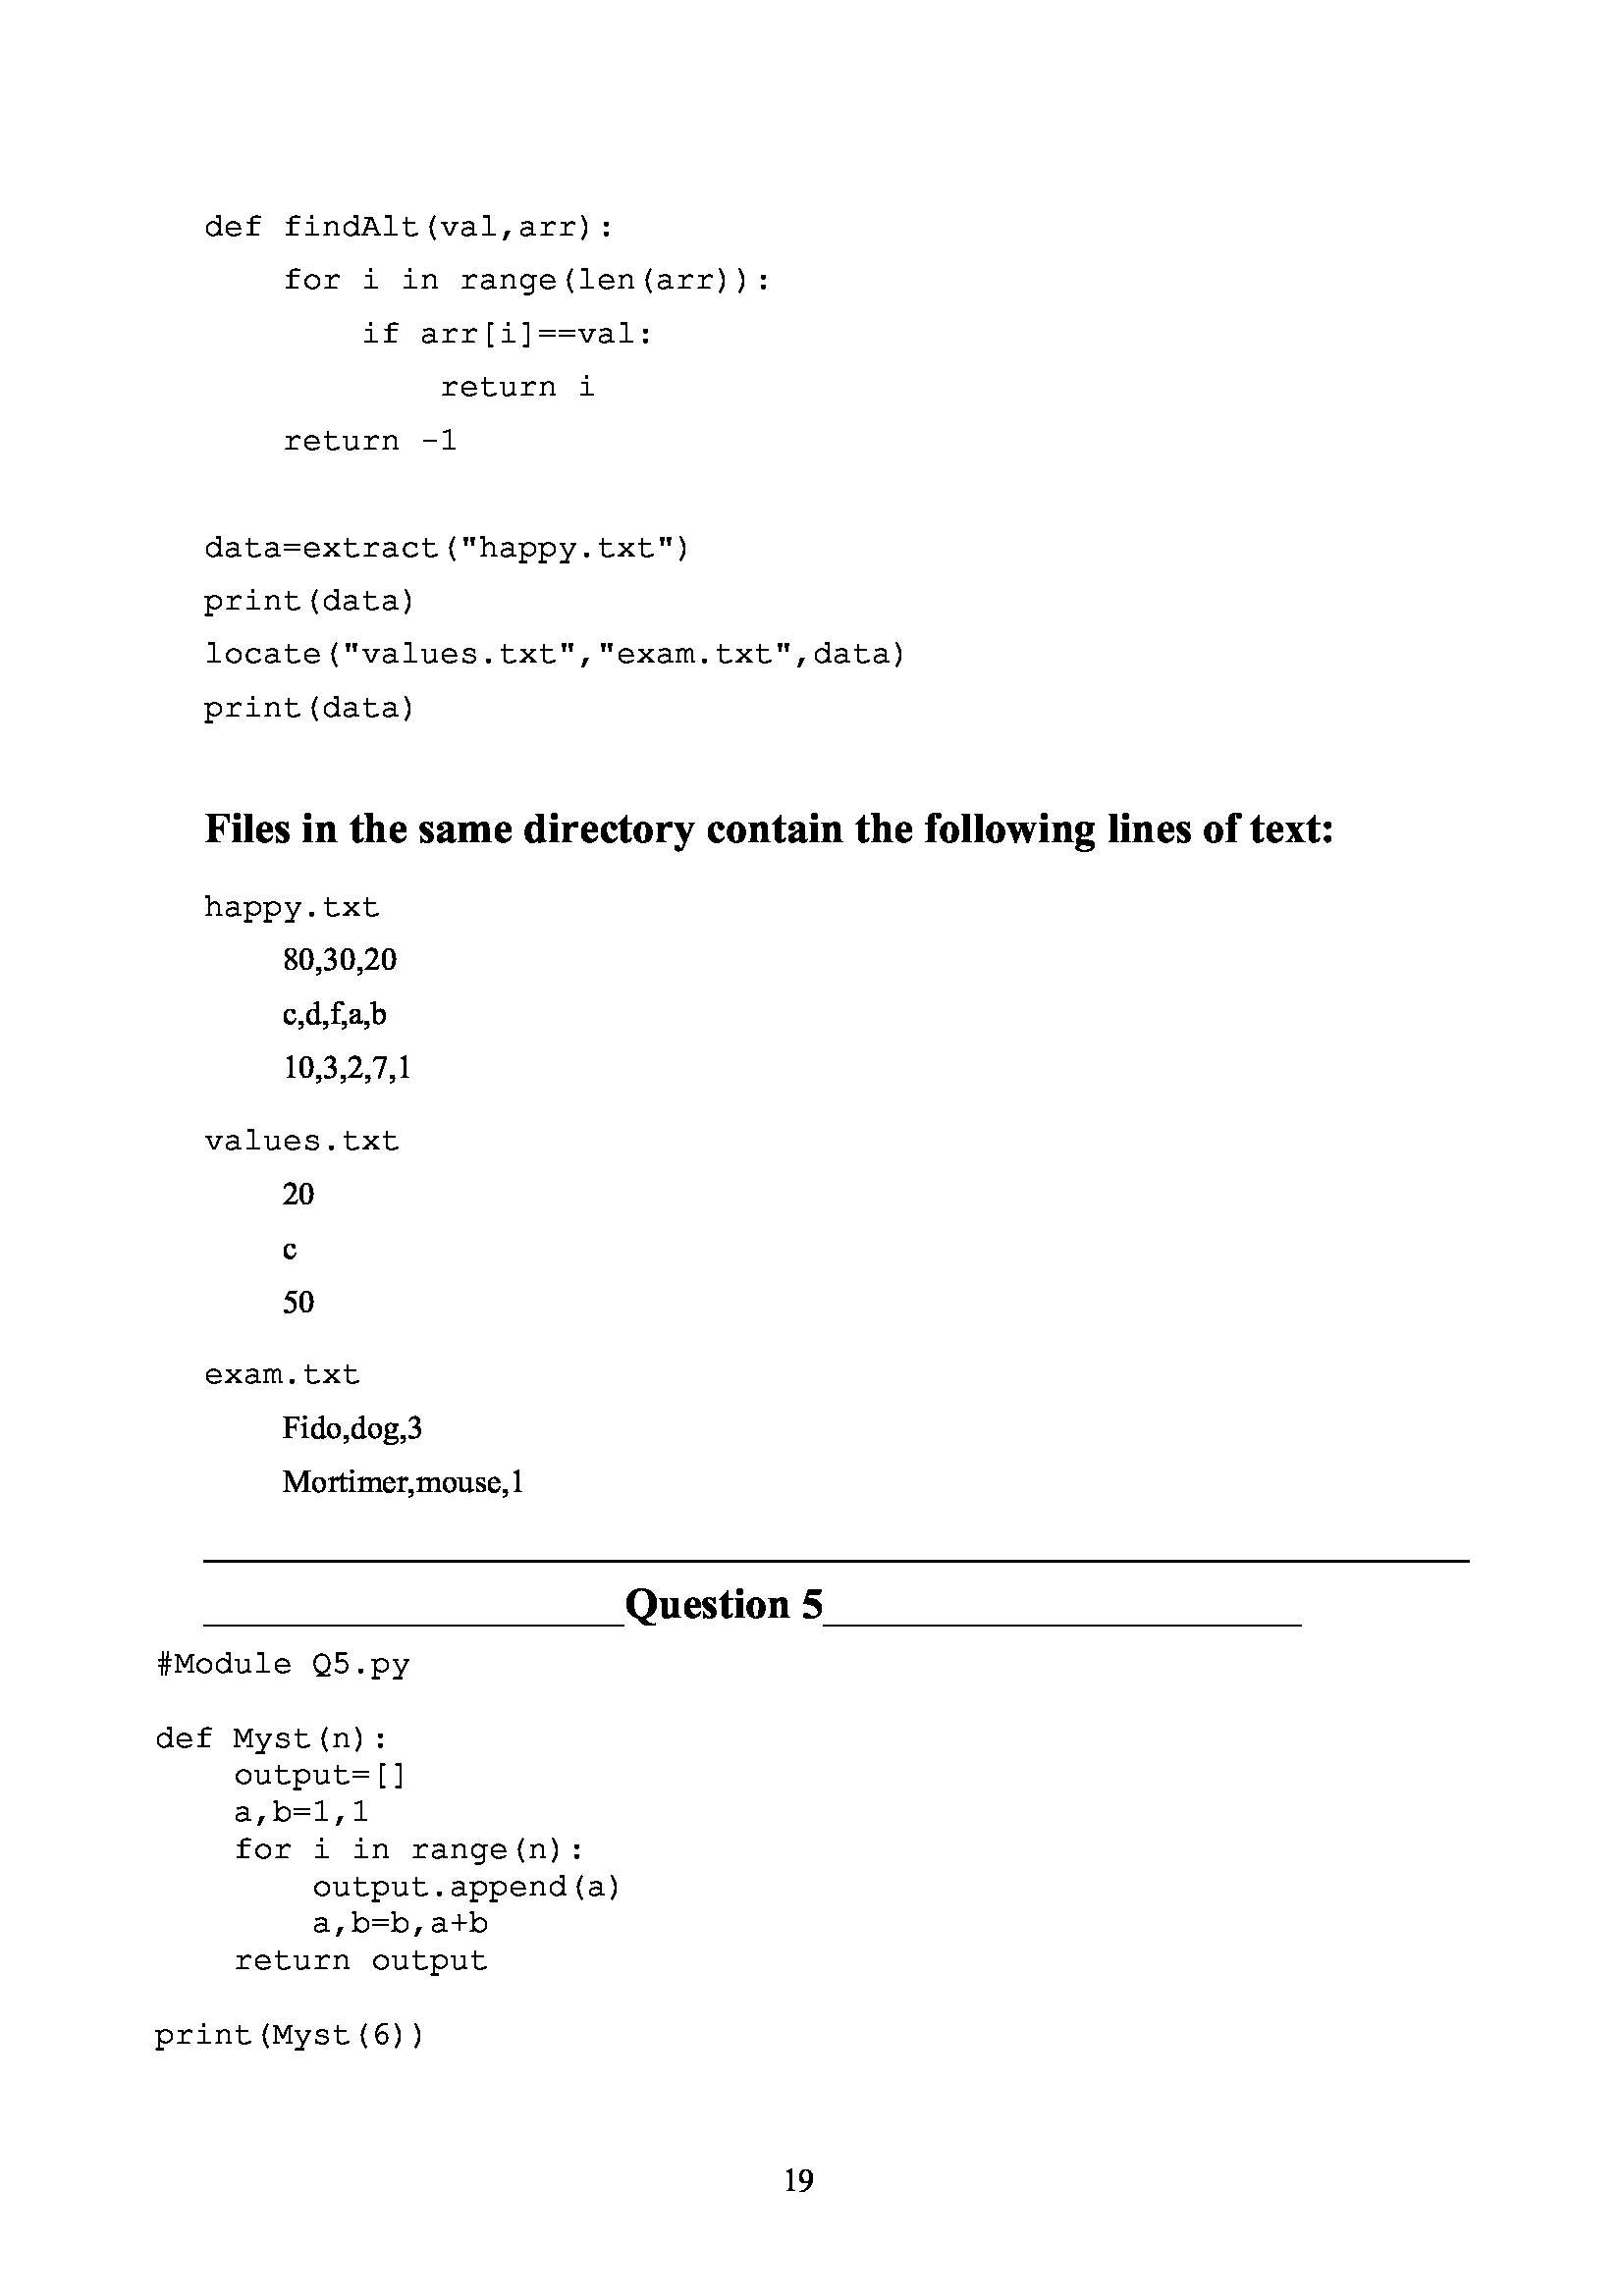 def findAlt(val,arr):
    for i in range(len(arr)):
        if arr[i]==val:
            return i
    return -1
data=extract("happy.txt")
print(data)
locate("values.txt","exam.txt",data)
print(data)
Files in the same directory contain the following lines of text:
happy.txt
80,30,20
c,d,f,a,b
10,3,2,7,1
values.txt
20
c
50
exam.txt
Fido,dog,3
Mortimer,mouse,1
Question 5
#Module Q5.py
def Myst(n):
    output=[]
    a,b=1,1
    for i in range(n):
        output.append(a)
        a,b=b,a+b
    return output
print(Myst(6))
19